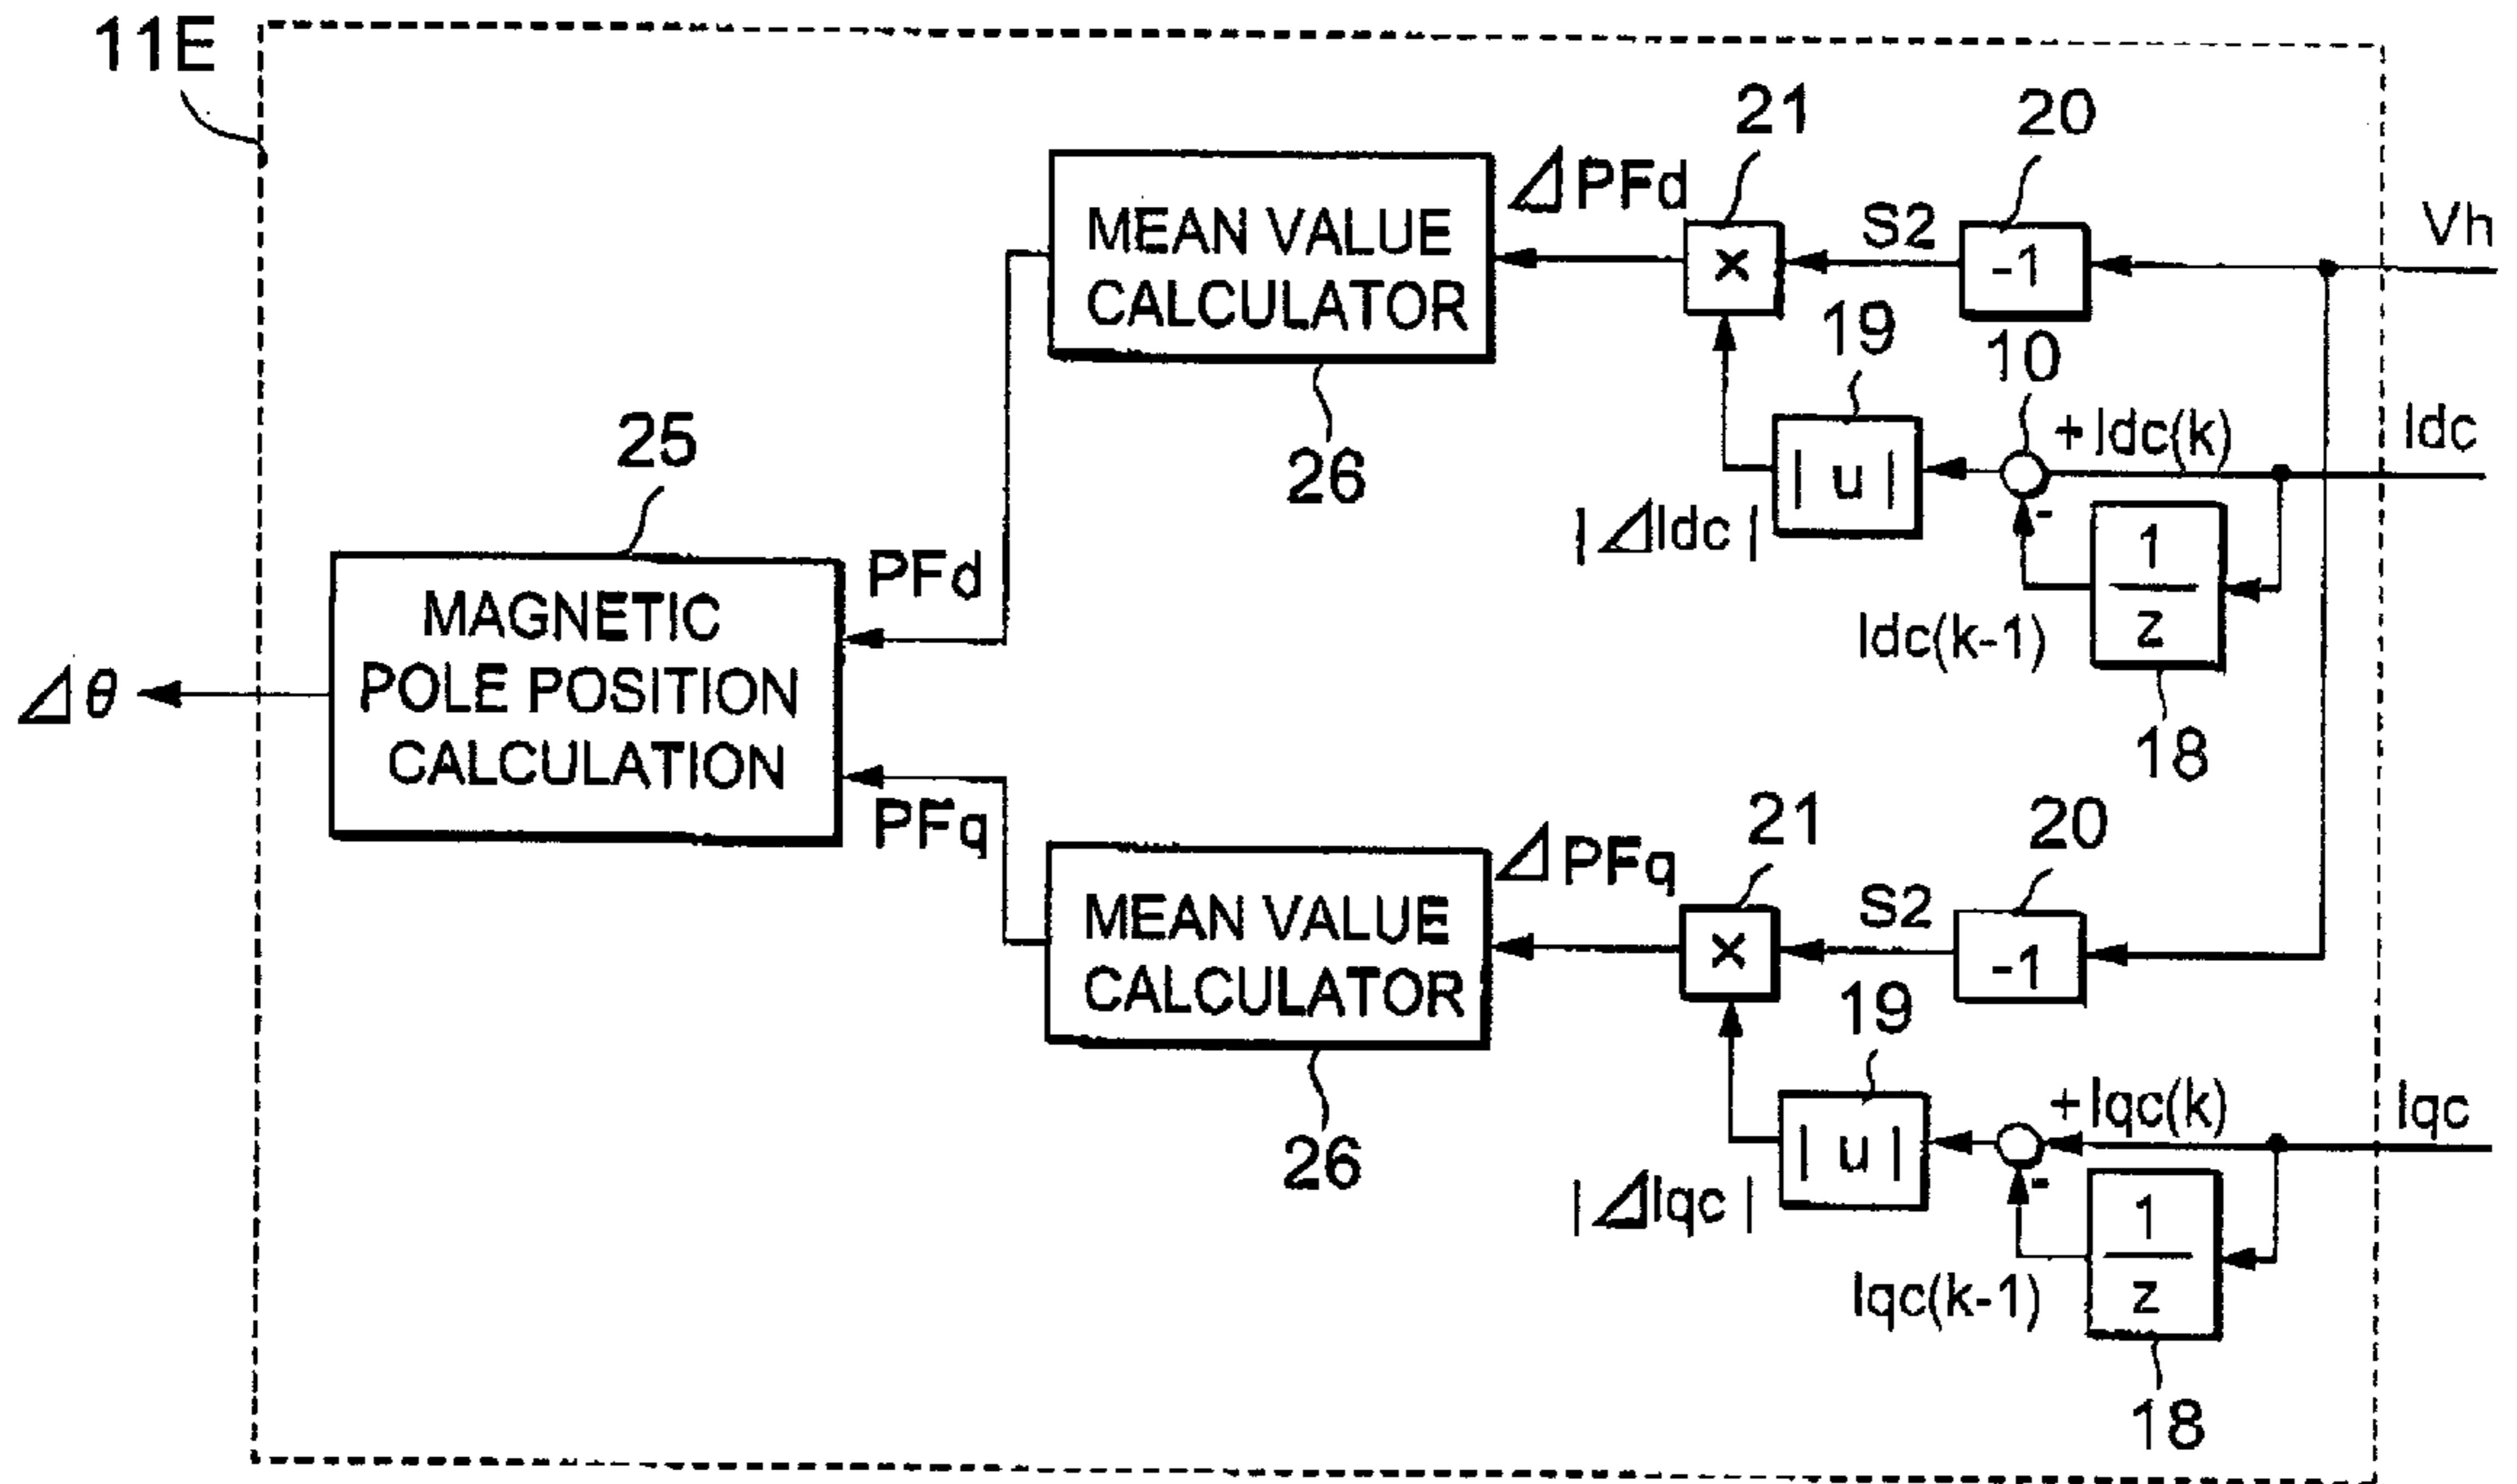 11E
21
20
ΔPFd
S2
Vh
MEAN VALUE
CALCULATOR
×
-1
19
10
25
26
+Idc(k)
Idc
| u |
-
|ΔIdc|
1
z
PFd
Idc(k-1)
MAGNETIC
POLE POSITION
CALCULATION
Δθ
18
PFq
21
20
ΔPFq
S2
MEAN VALUE
CALCULATOR
×
-1
19
26
+Iqc(k)
Iqc
| u |
-
|ΔIqc|
1
z
Iqc(k-1)
18